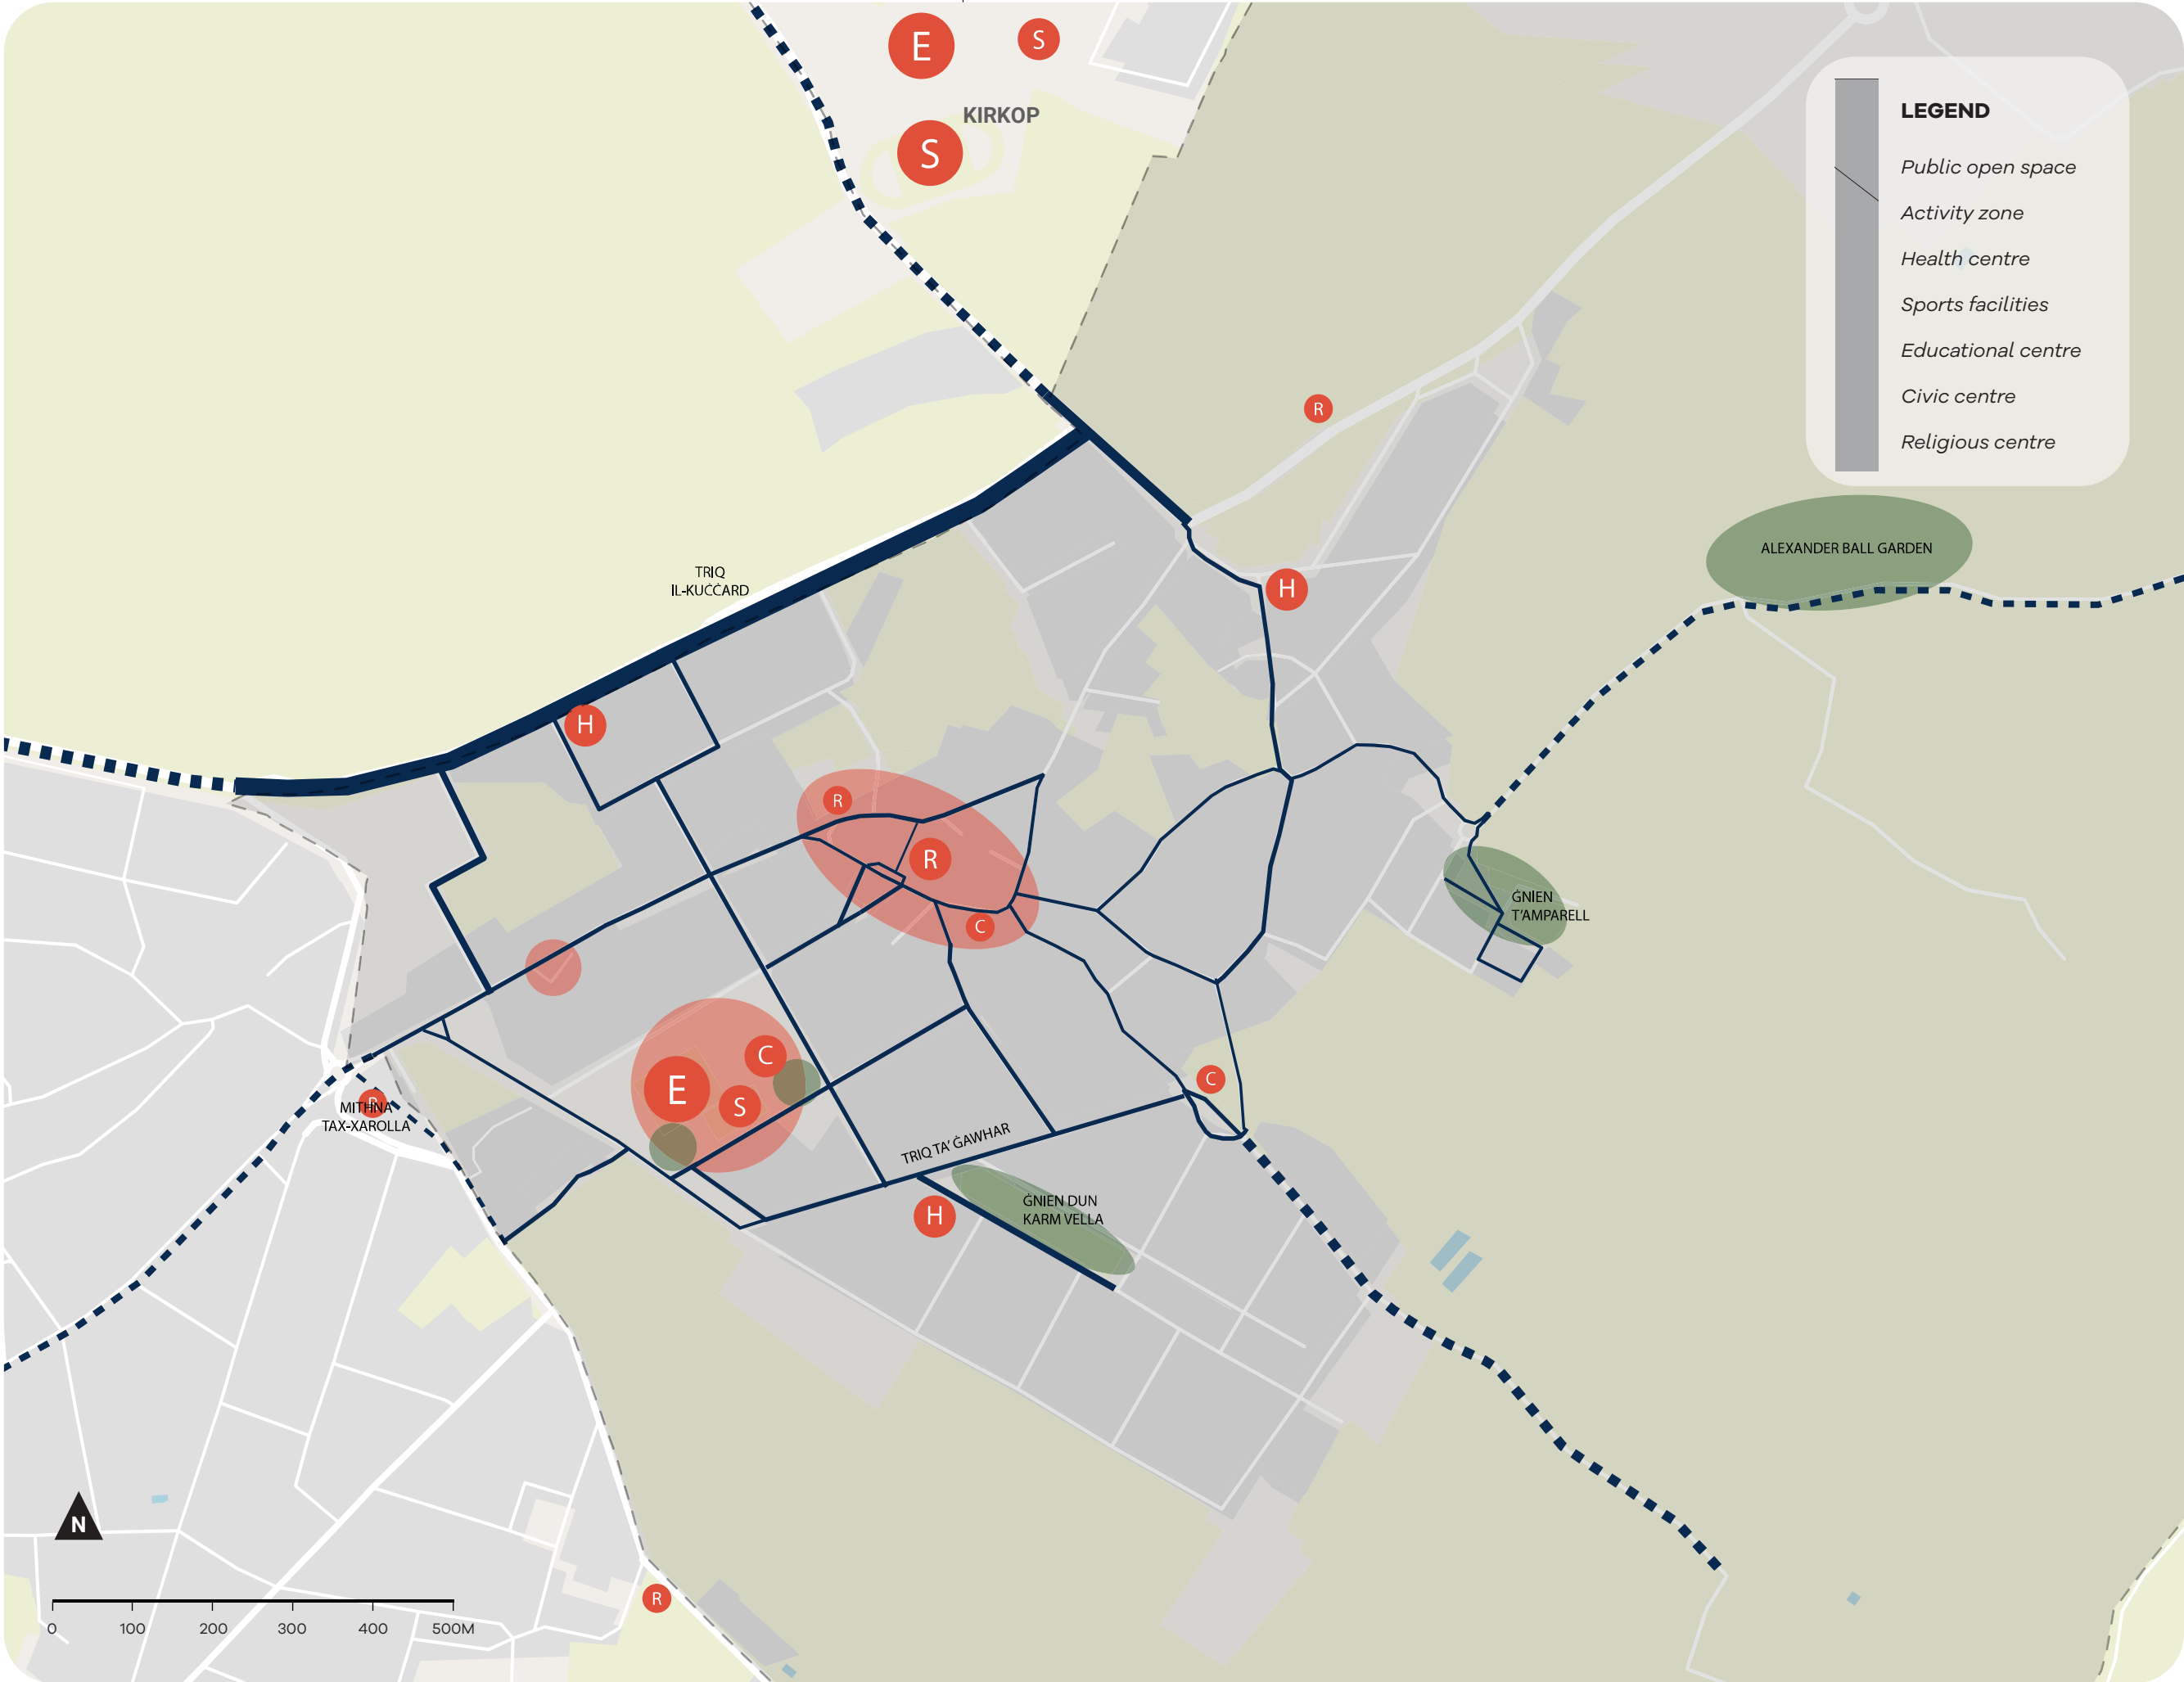 E
S
KIRKOP
S
LEGEND
Public open space
Activity zone
Health centre
Sports facilities
Educational centre
Civic centre
Religious centre
R
ALEXANDER BALL GARDEN
TRIQ
IL-KUĊĊARD
H
H
R
R
ĠNIEN
T'AMPARELL
C
C
E
S
C
R
MITHNA
TAX-XAROLLA
TRIQ TA' ĠAWHAR
H
ĠNIEN DUN
KARM VELLA
N
R
0 100 200 300 400 500M